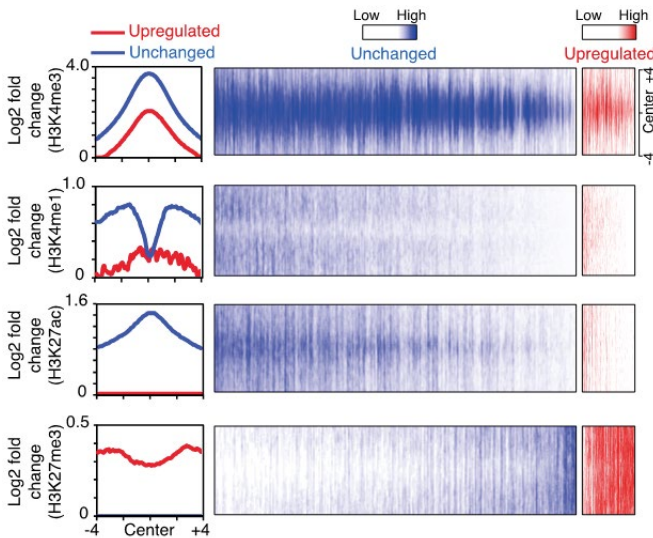 Upregulated
Unchanged
Low High
Unchanged
Low High
Upregulated
Log2 fold
change
(H3K4me3)
4.0
0
-4 Center +4
Log2 fold
change
(H3K4me1)
1.0
0
Log2 fold
change
(H3K27ac)
1.6
0
Log2 fold
change
(H3K27me3)
0.5
0
-4 Center +4